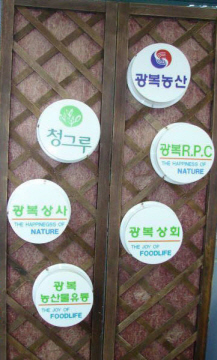 광복농산
청그루
광복R.P.C
THE HAPPINESS OF
NATURE
광복상사
THE HAPPINESS OF
NATURE
광복상회
THE JOY OF
FOODLIFE
광복
농산물유통
THE JOY OF
FOODLIFE